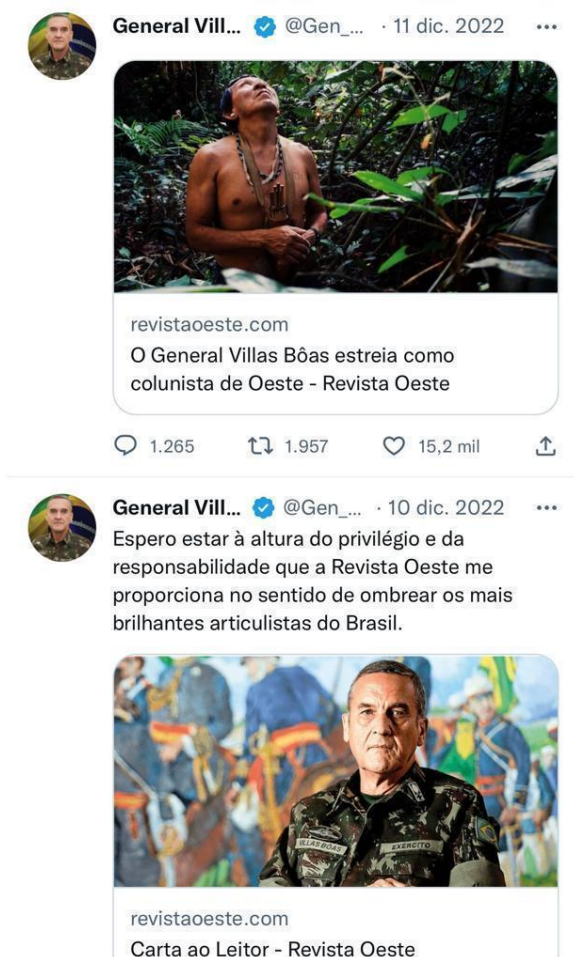 General Vill... @Gen_... · 11 dic. 2022 ...
revistaoeste.com
O General Villas Bôas estreia como
colunista de Oeste - Revista Oeste
1.265 1.957 15,2 mil
General Vill... @Gen_... · 10 dic. 2022 ...
Espero estar à altura do privilégio e da
responsabilidade que a Revista Oeste me
proporciona no sentido de ombrear os mais
brilhantes articulistas do Brasil.
VILLAS BÔAS EXERCITO
revistaoeste.com
Carta ao Leitor - Revista Oeste